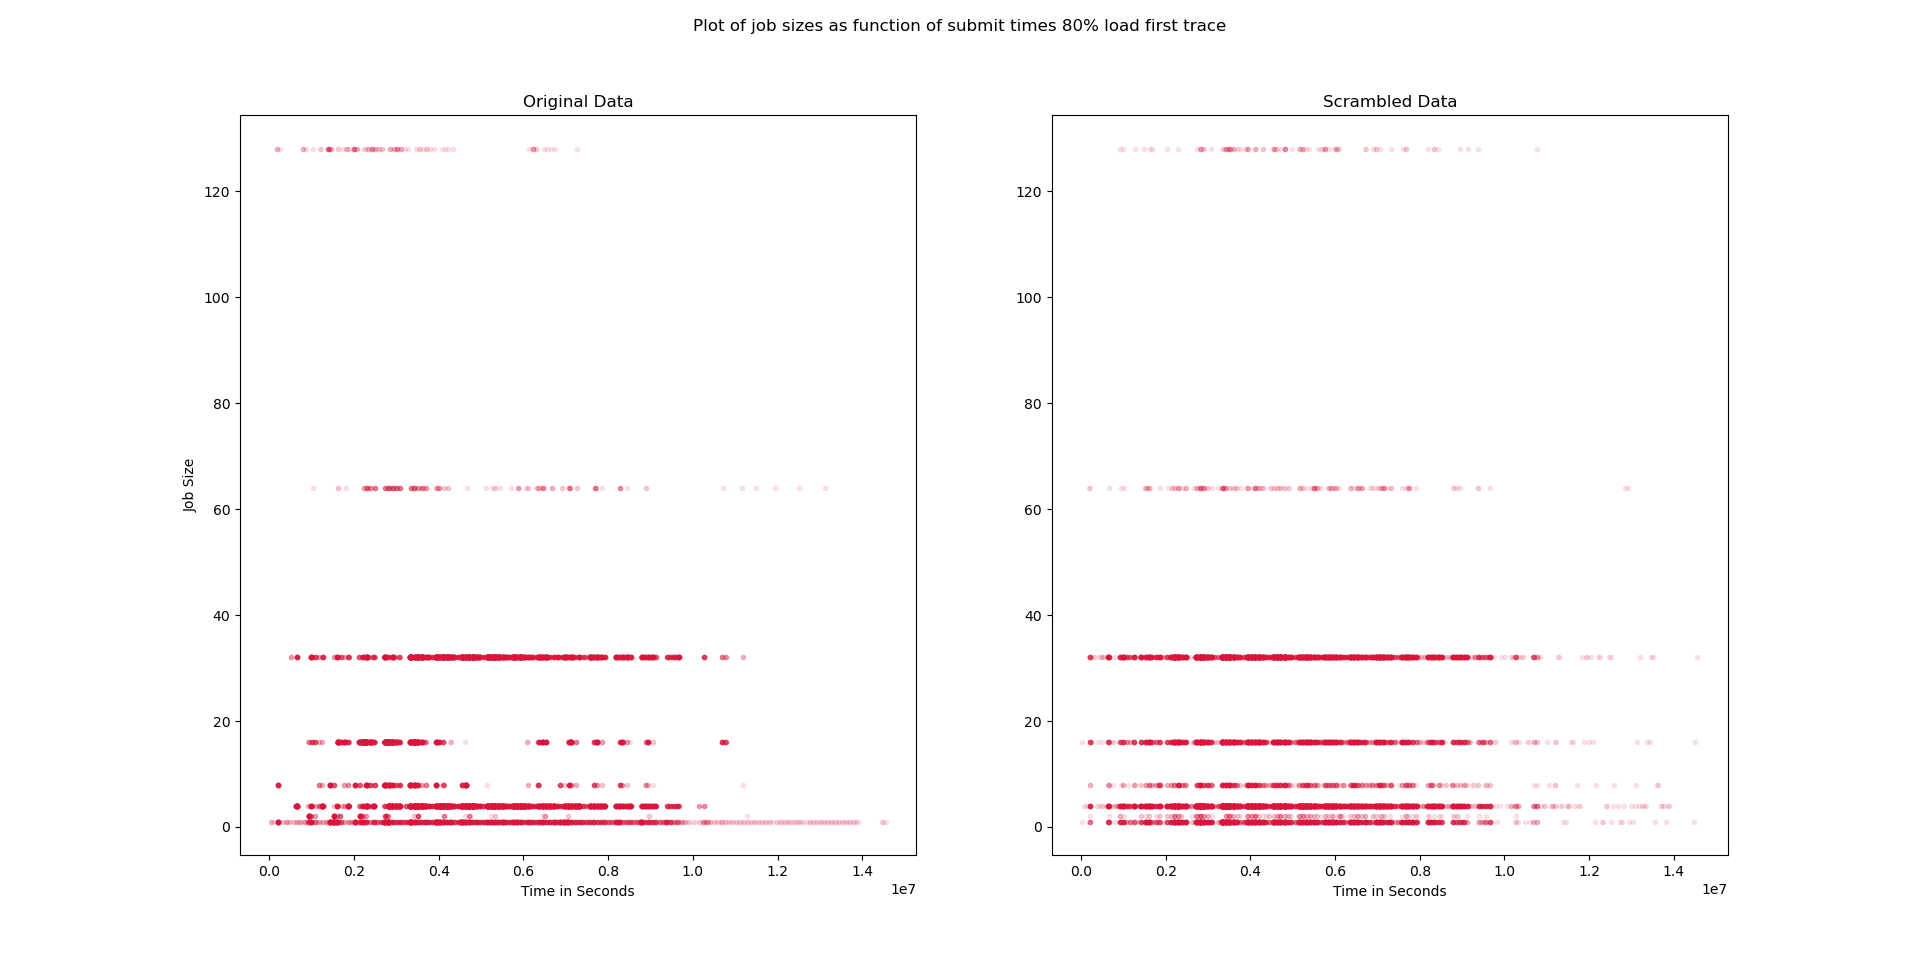 Plot of job sizes as function of submit times 80% load first trace
Original Data
Job Size
120
100
80
60
40
20
0
0.0 0.2 0.4 0.6 0.8 1.0 1.2 1.4
1e7
Time in Seconds
Scrambled Data
120
100
80
60
40
20
0
0.0 0.2 0.4 0.6 0.8 1.0 1.2 1.4
1e7
Time in Seconds